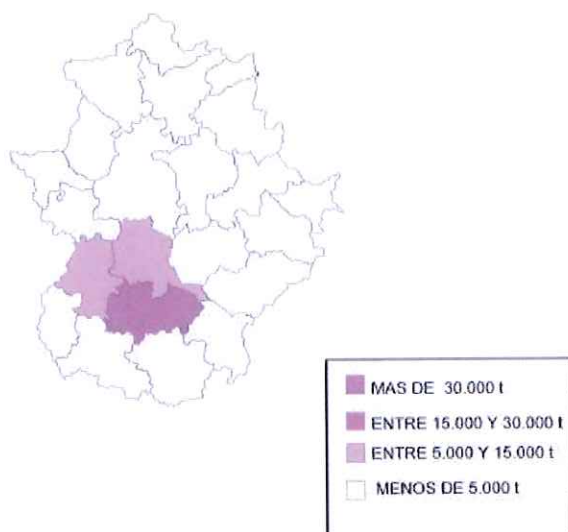 MAS DE 30.000 t
ENTRE 15.000 Y 30.000 t
ENTRE 5.000 Y 15.000 t
MENOS DE 5.000 t